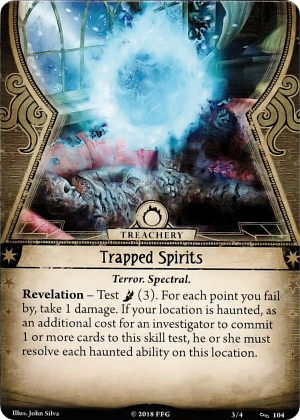 TREACHERY
Trapped Spirits
Terror. Spectral.
Revelation – Test (3). For each point you fail
by, take 1 damage. If your location is haunted, as
an additional cost for an investigator to commit
1 or more cards to this skill test, he or she must
resolve each haunted ability on this location.
Illus. John Silva
© 2018 FFG
3/4
104